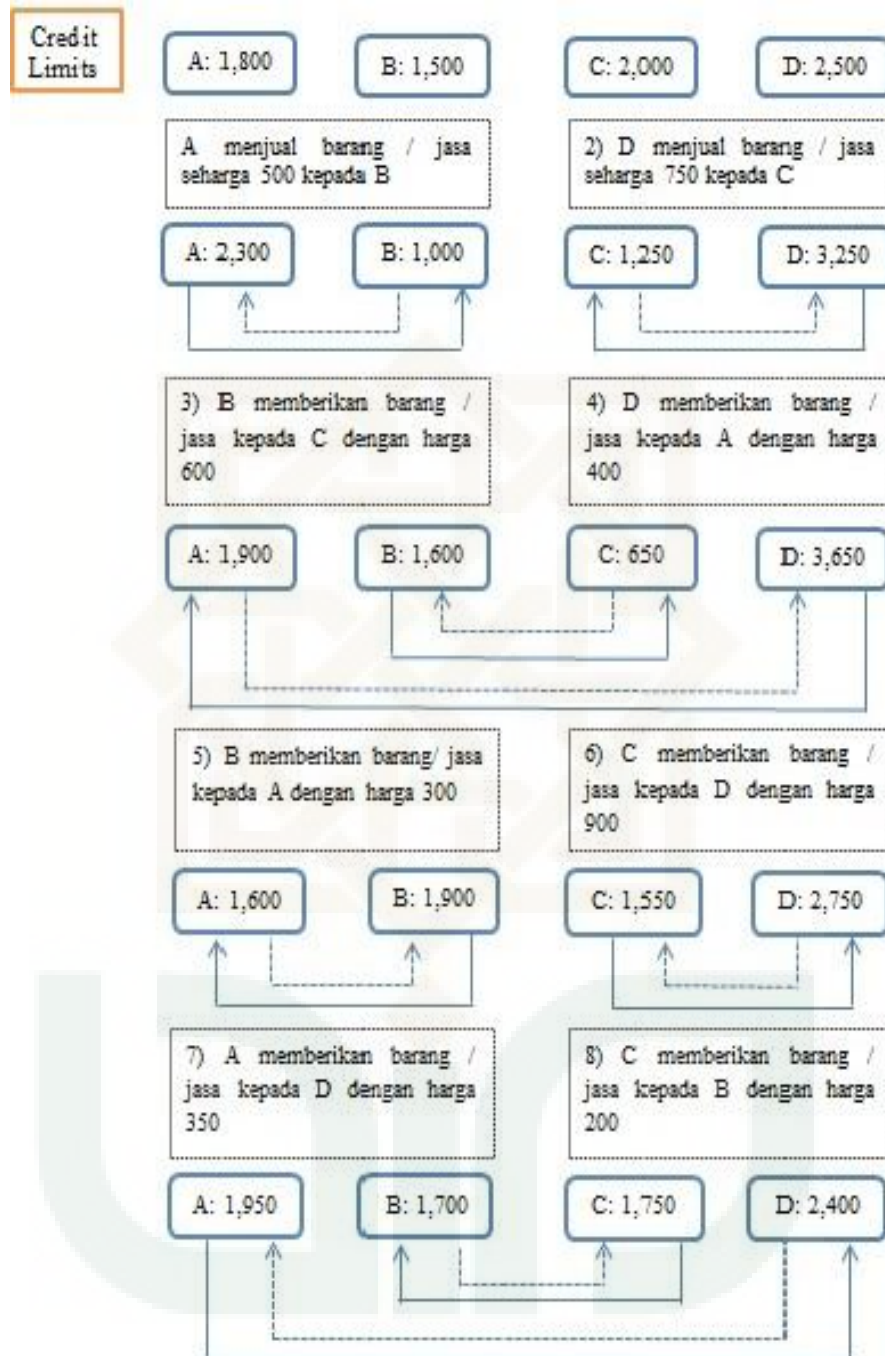 Credit
Limits
A: 1,800
B: 1,500
C: 2,000
D: 2,500
A menjual barang / jasa
seharga 500 kepada B
2) D menjual barang / jasa
seharga 750 kepada C
A: 2,300
B: 1,000
C: 1,250
D: 3,250
3) B memberikan barang /
jasa kepada C dengan harga
600
4) D memberikan barang /
jasa kepada A dengan harga
400
A: 1,900
B: 1,600
C: 650
D: 3,650
5) B memberikan barang/ jasa
kepada A dengan harga 300
6) C memberikan barang /
jasa kepada D dengan harga
900
A: 1,600
B: 1,900
C: 1,550
D: 2,750
7) A memberikan barang /
jasa kepada D dengan harga
350
8) C memberikan barang /
jasa kepada B dengan harga
200
A: 1,950
B: 1,700
C: 1,750
D: 2,400